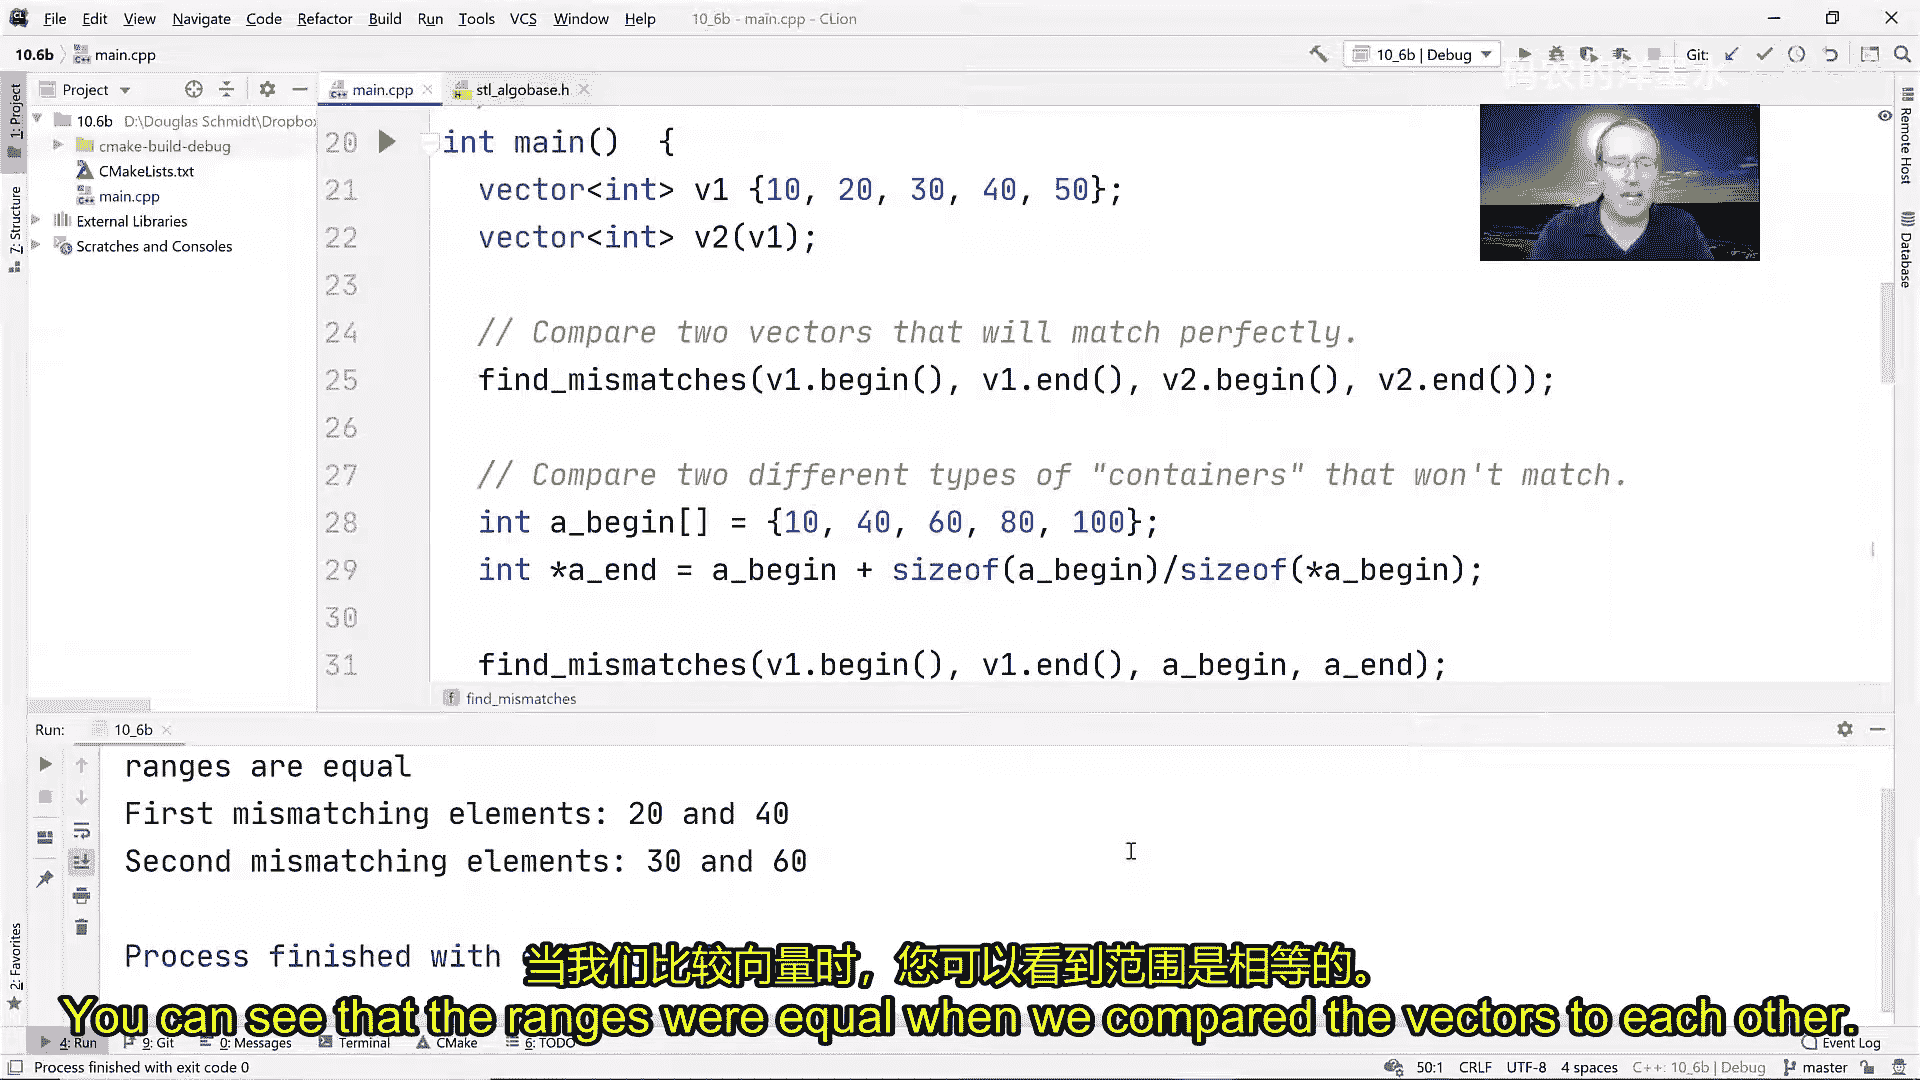 File Edit View Navigate Code Refactor Build Run Tools VCS Window Help 10_6b - main.cpp - CLion
10.6b main.cpp 10_6b | Debug Git:
码农的洋墨水
Project main.cpp stl_algobase.h
1: Project
7: Structure
2: Favorites
Remote Host
Database
10.6b D:\Douglas Schmidt\Dropbo
cmake-build-debug
CMakeLists.txt
main.cpp
External Libraries
Scratches and Consoles
20 int main() {
21 vector<int> v1 {10, 20, 30, 40, 50};
22 vector<int> v2(v1);
23
24 // Compare two vectors that will match perfectly.
25 find_mismatches(v1.begin(), v1.end(), v2.begin(), v2.end());
26
27 // Compare two different types of "containers" that won't match.
28 int a_begin[] = {10, 40, 60, 80, 100};
29 int *a_end = a_begin + sizeof(a_begin)/sizeof(*a_begin);
30
31 find_mismatches(v1.begin(), v1.end(), a_begin, a_end);
find_mismatches
Run: 10_6b
ranges are equal
First mismatching elements: 20 and 40
Second mismatching elements: 30 and 60
Process finished with
当我们比较向量时，您可以看到范围是相等的。
You can see that the ranges were equal when we compared the vectors to each other.
4: Run 9: Git 0: Messages Terminal CMake 6: TODO Event Log
Process finished with exit code 0 50:1 CRLF UTF-8 4 spaces C++: 10_6b | Debug master